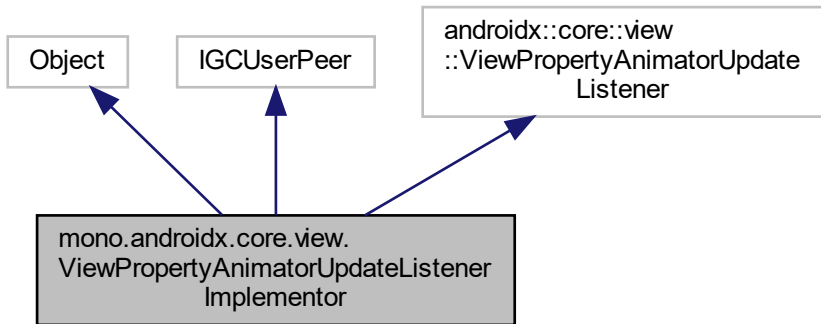 Object
IGCUserPeer
androidx::core::view
::ViewPropertyAnimatorUpdate
Listener
mono.androidx.core.view.
ViewPropertyAnimatorUpdateListener
Implementor